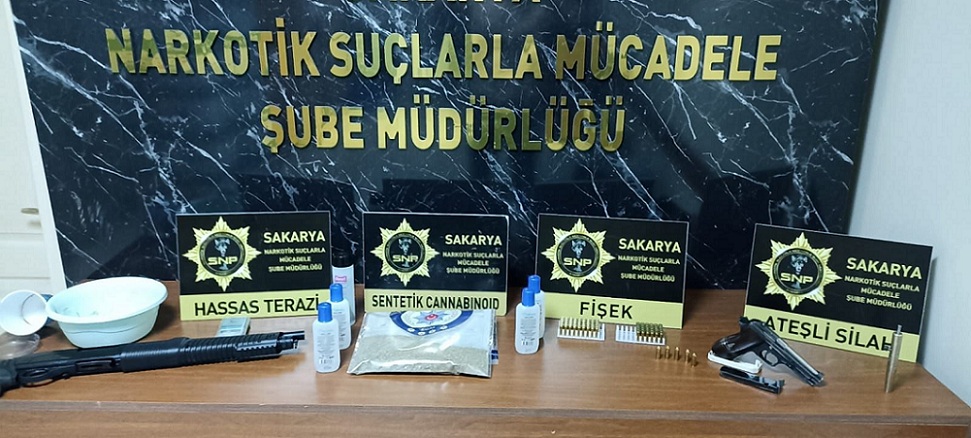 NARKOTİK SUÇLARLA MÜCADELE
ŞUBE MÜDÜRLÜĞÜ
SNP
SAKARYA
NARKOTİK SUÇLARLA
MÜCADELE
ŞUBE MÜDÜRLÜĞÜ
HASSAS TERAZİ
SNP
SAKARYA
NARKOTİK SUÇLARLA
MÜCADELE
ŞUBE MÜDÜRLÜĞÜ
SENTETİK CANNABINOID
SNP
SAKARYA
NARKOTİK SUÇLARLA
MÜCADELE
ŞUBE MÜDÜRLÜĞÜ
FİŞEK
SNP
SAKARYA
NARKOTİK SUÇLARLA
MÜCADELE
ŞUBE MÜDÜRLÜĞÜ
ATEŞLİ SİLAH